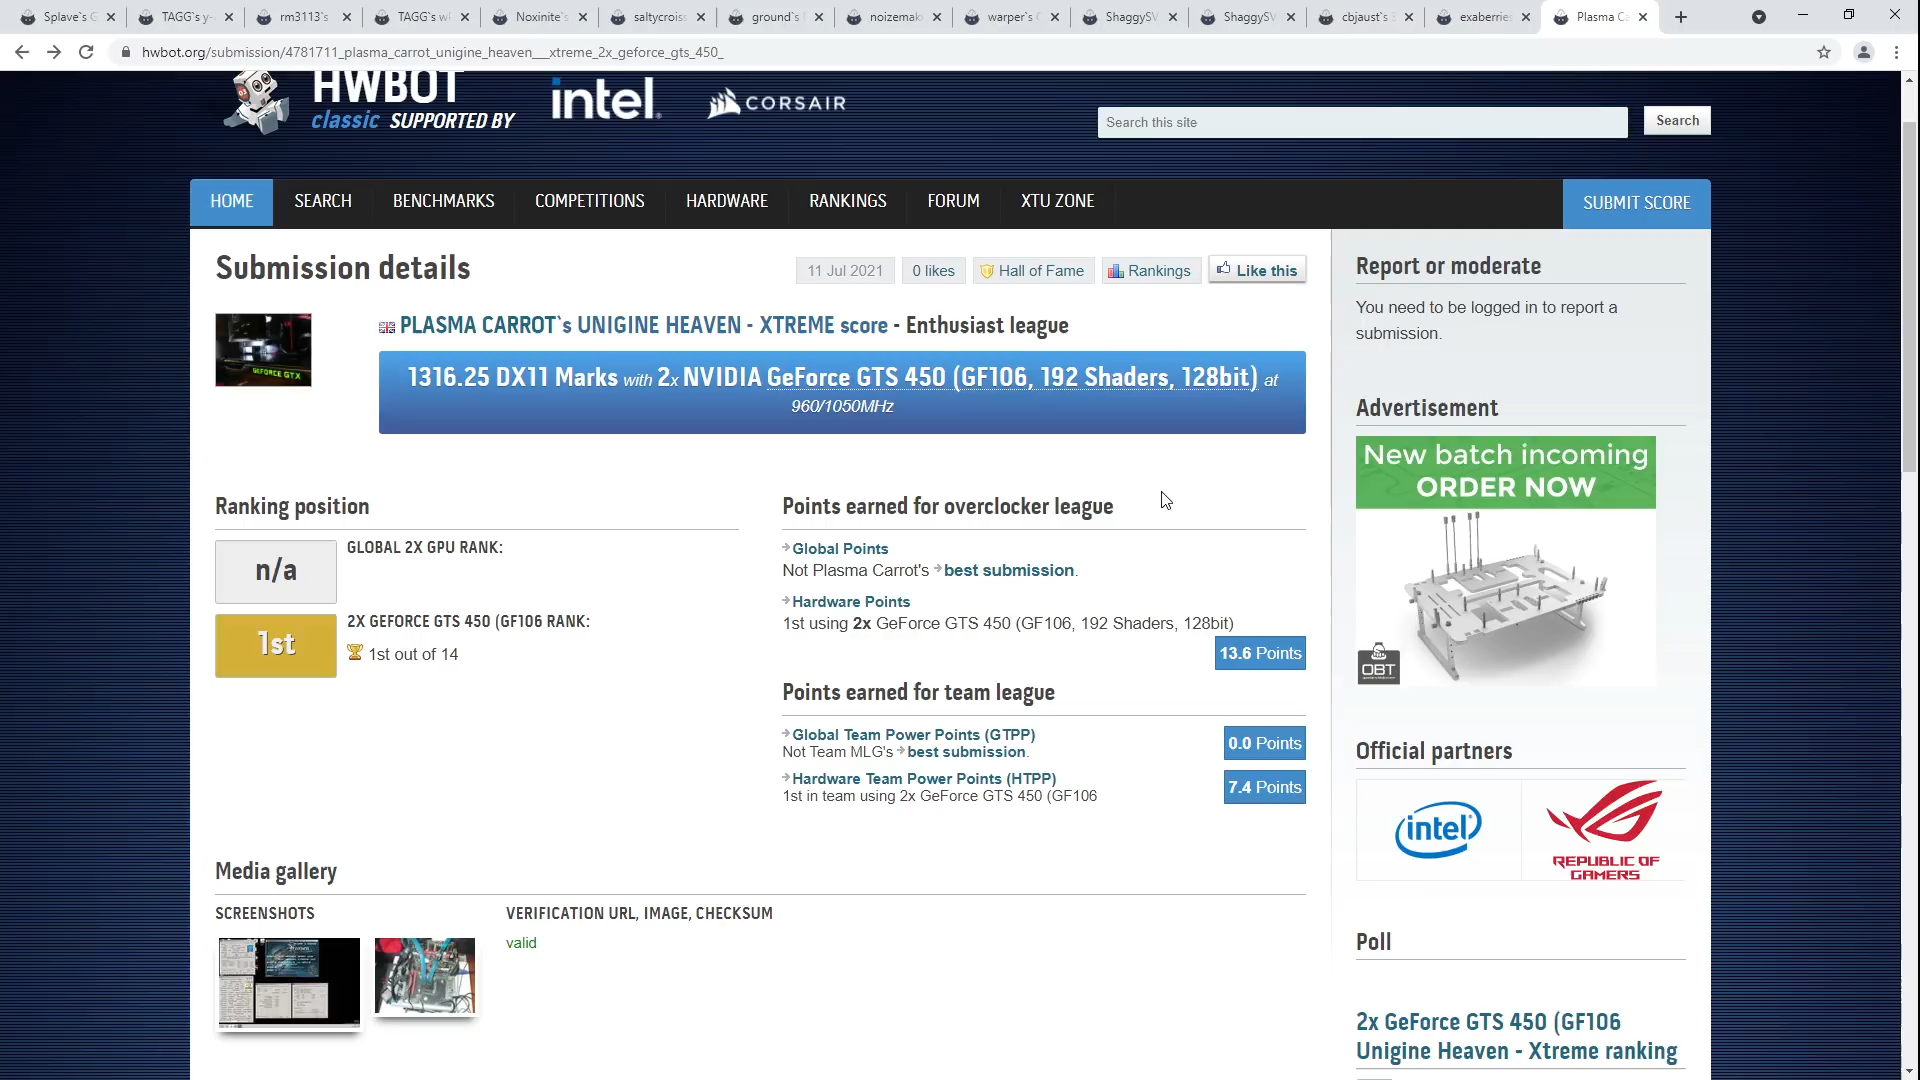 Splave`s G
TAGG`s y-
rm3113`s
TAGG`s w
Noxinite`s
saltycrois
ground`s
noizemak
warper`s
ShaggySV
ShaggySV
cbjaust`s
exaberries
Plasma Ca
hwbot.org/submission/4781711_plasma_carrot_unigine_heaven___xtreme_2x_geforce_gts_450_
HWBOT
classic SUPPORTED BY
intel.
CORSAIR
Search this site
Search
HOME
SEARCH
BENCHMARKS
COMPETITIONS
HARDWARE
RANKINGS
FORUM
XTU ZONE
SUBMIT SCORE
Submission details
11 Jul 2021
0 likes
Hall of Fame
Rankings
Like this
PLASMA CARROT`s UNIGINE HEAVEN - XTREME score - Enthusiast league
GEFORCE GTX
1316.25 DX11 Marks with 2x NVIDIA GeForce GTS 450 (GF106, 192 Shaders, 128bit) at
960/1050MHz
Ranking position
n/a
GLOBAL 2X GPU RANK:
1st
2X GEFORCE GTS 450 (GF106 RANK:
1st out of 14
Points earned for overclocker league
Global Points
Not Plasma Carrot's best submission.
Hardware Points
1st using 2x GeForce GTS 450 (GF106, 192 Shaders, 128bit)
13.6 Points
Points earned for team league
Global Team Power Points (GTPP)
Not Team MLG's best submission.
0.0 Points
Hardware Team Power Points (HTPP)
1st in team using 2x GeForce GTS 450 (GF106
7.4 Points
Media gallery
SCREENSHOTS
VERIFICATION URL, IMAGE, CHECKSUM
valid
Report or moderate
You need to be logged in to report a
submission.
Advertisement
New batch incoming
ORDER NOW
OBT
Official partners
intel
REPUBLIC OF
GAMERS
Poll
2x GeForce GTS 450 (GF106
Unigine Heaven - Xtreme ranking